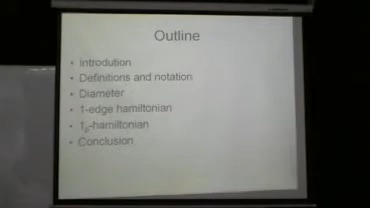 Outline
• Introdution
• Definitions and notation
• Diameter
• 1-edge hamiltonian
• 1ₚ-hamiltonian
• Conclusion